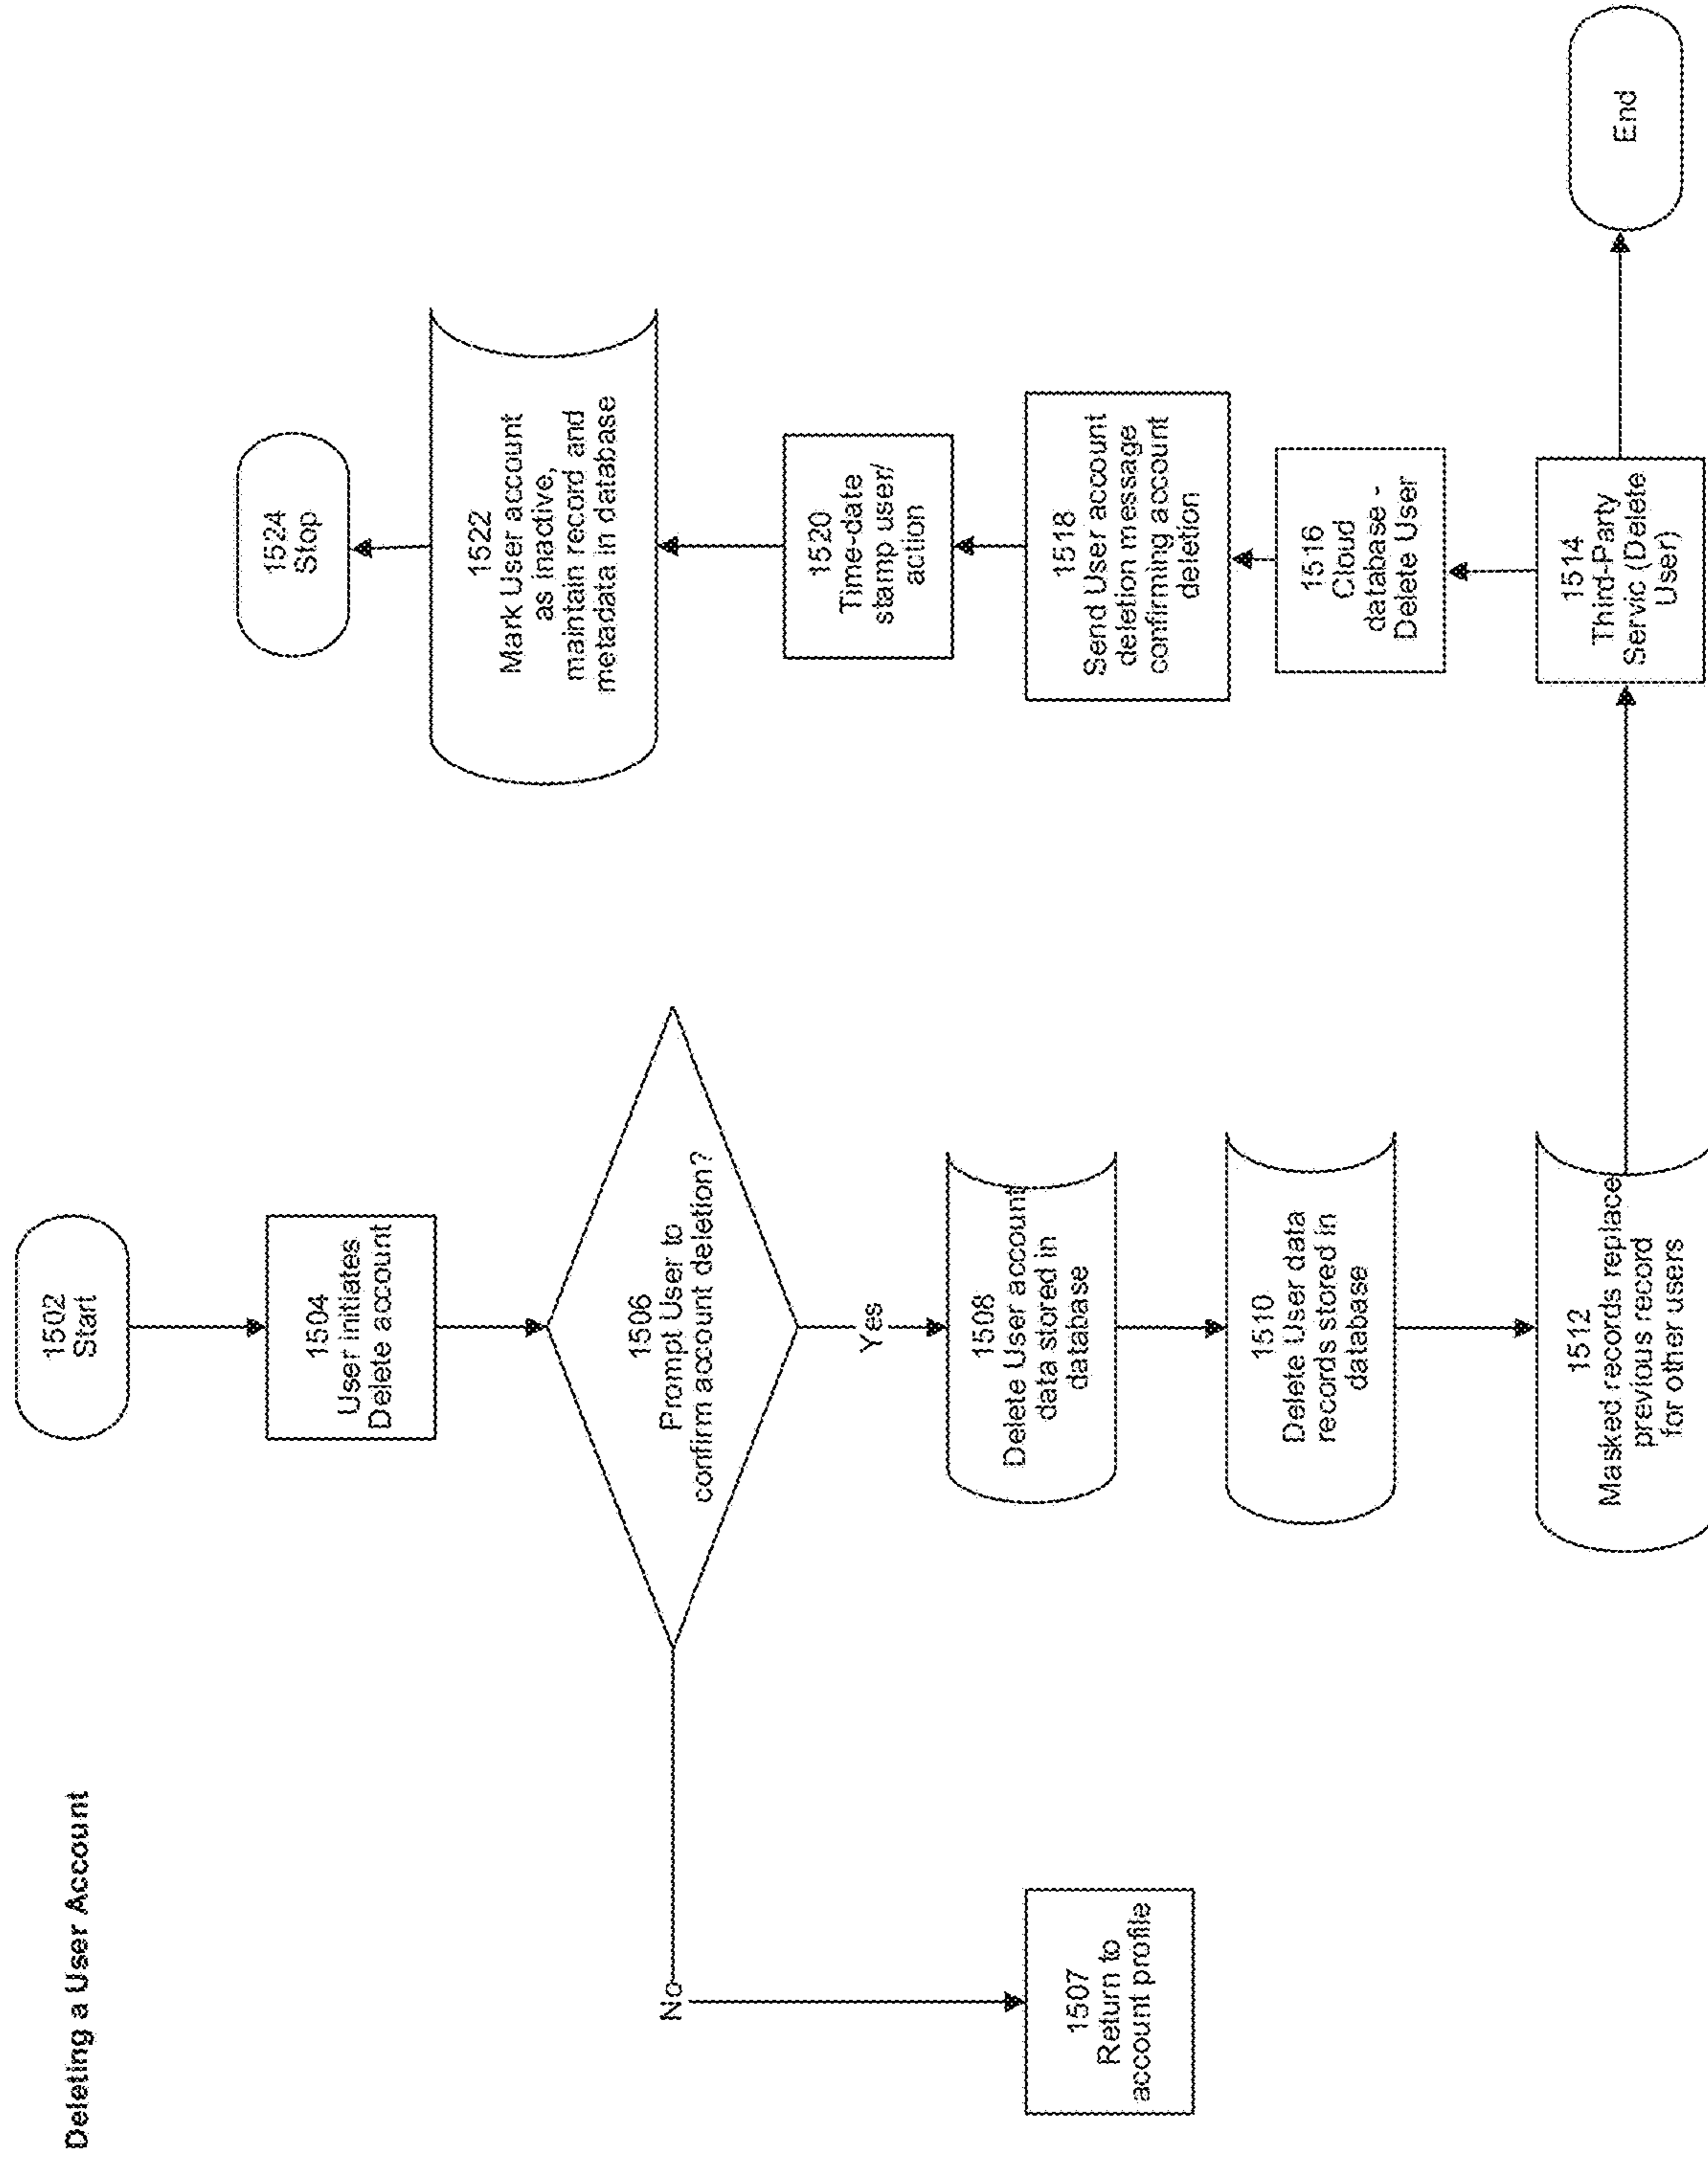 Deleting a User Account
1502
Start
1504
User initiates
Delete account
1506
Prompt User to
confirm account deletion?
No
Yes
1507
Return to
account profile
1508
Delete User account
data stored in
database
1510
Delete User data
records stored in
database
1512
Masked records replace
previous record
for other users
1514
Third-Party
Servic (Delete
User)
End
1516
Cloud
database -
Delete User
1518
Send User account
deletion message
confirming account
deletion
1520
Time-date
stamp user/
action
1522
Mark User account
as inactive,
maintain record and
metadata in database
1524
Stop